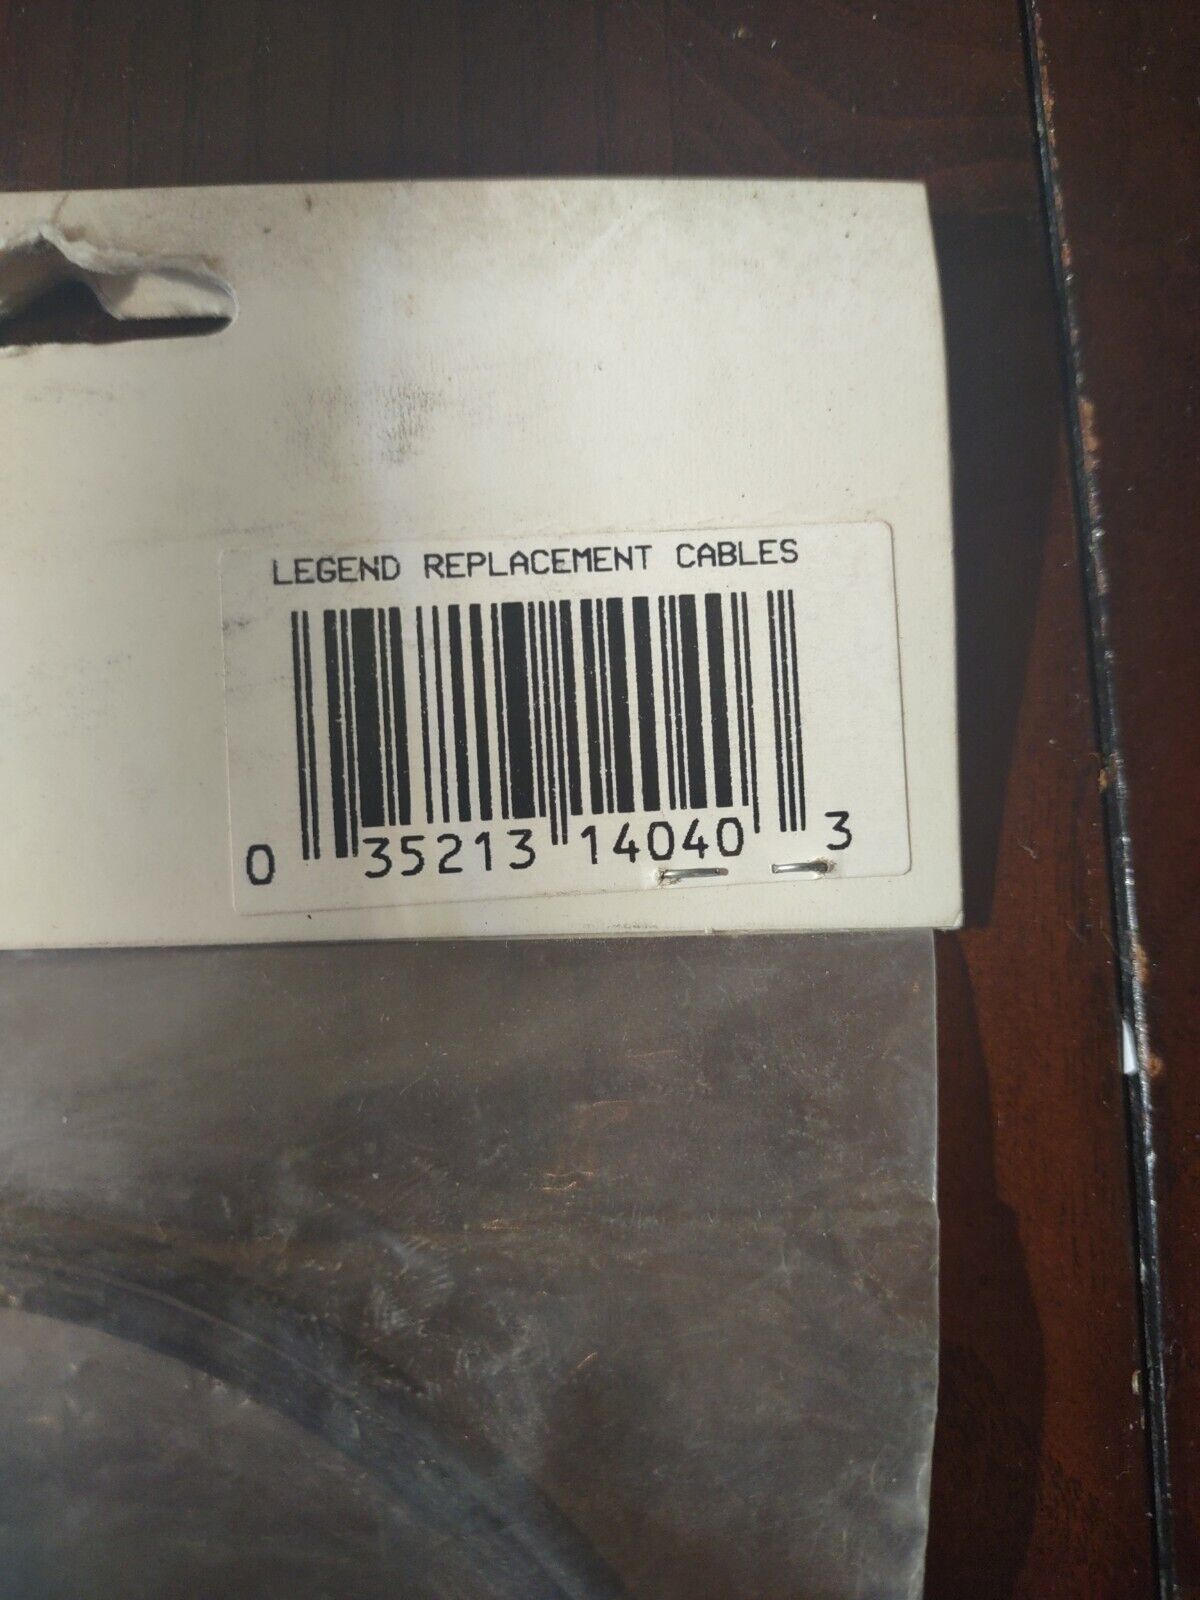 LEGEND REPLACEMENT CABLES
0 35213 14040 3